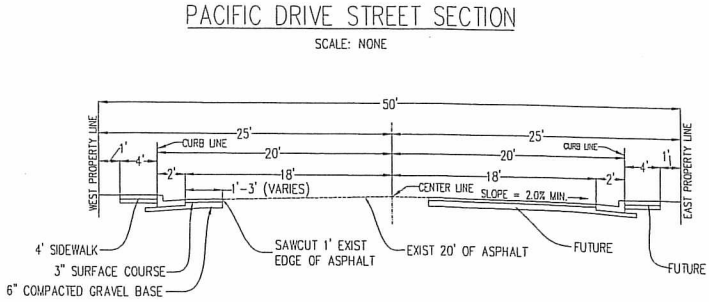 PACIFIC DRIVE STREET SECTION
SCALE: NONE
50'
25' 25'
CURB LINE CURB LINE
1' 4' 20' 20' 4' 1'
2' 18' 18' 2'
WEST PROPERTY LINE
EAST PROPERTY LINE
1'-3' (VARIES)
CENTER LINE SLOPE = 2.0% MIN.
4' SIDEWALK
3" SURFACE COURSE
6" COMPACTED GRAVEL BASE
SAWCUT 1' EXIST
EDGE OF ASPHALT
EXIST 20' OF ASPHALT
FUTURE
FUTURE